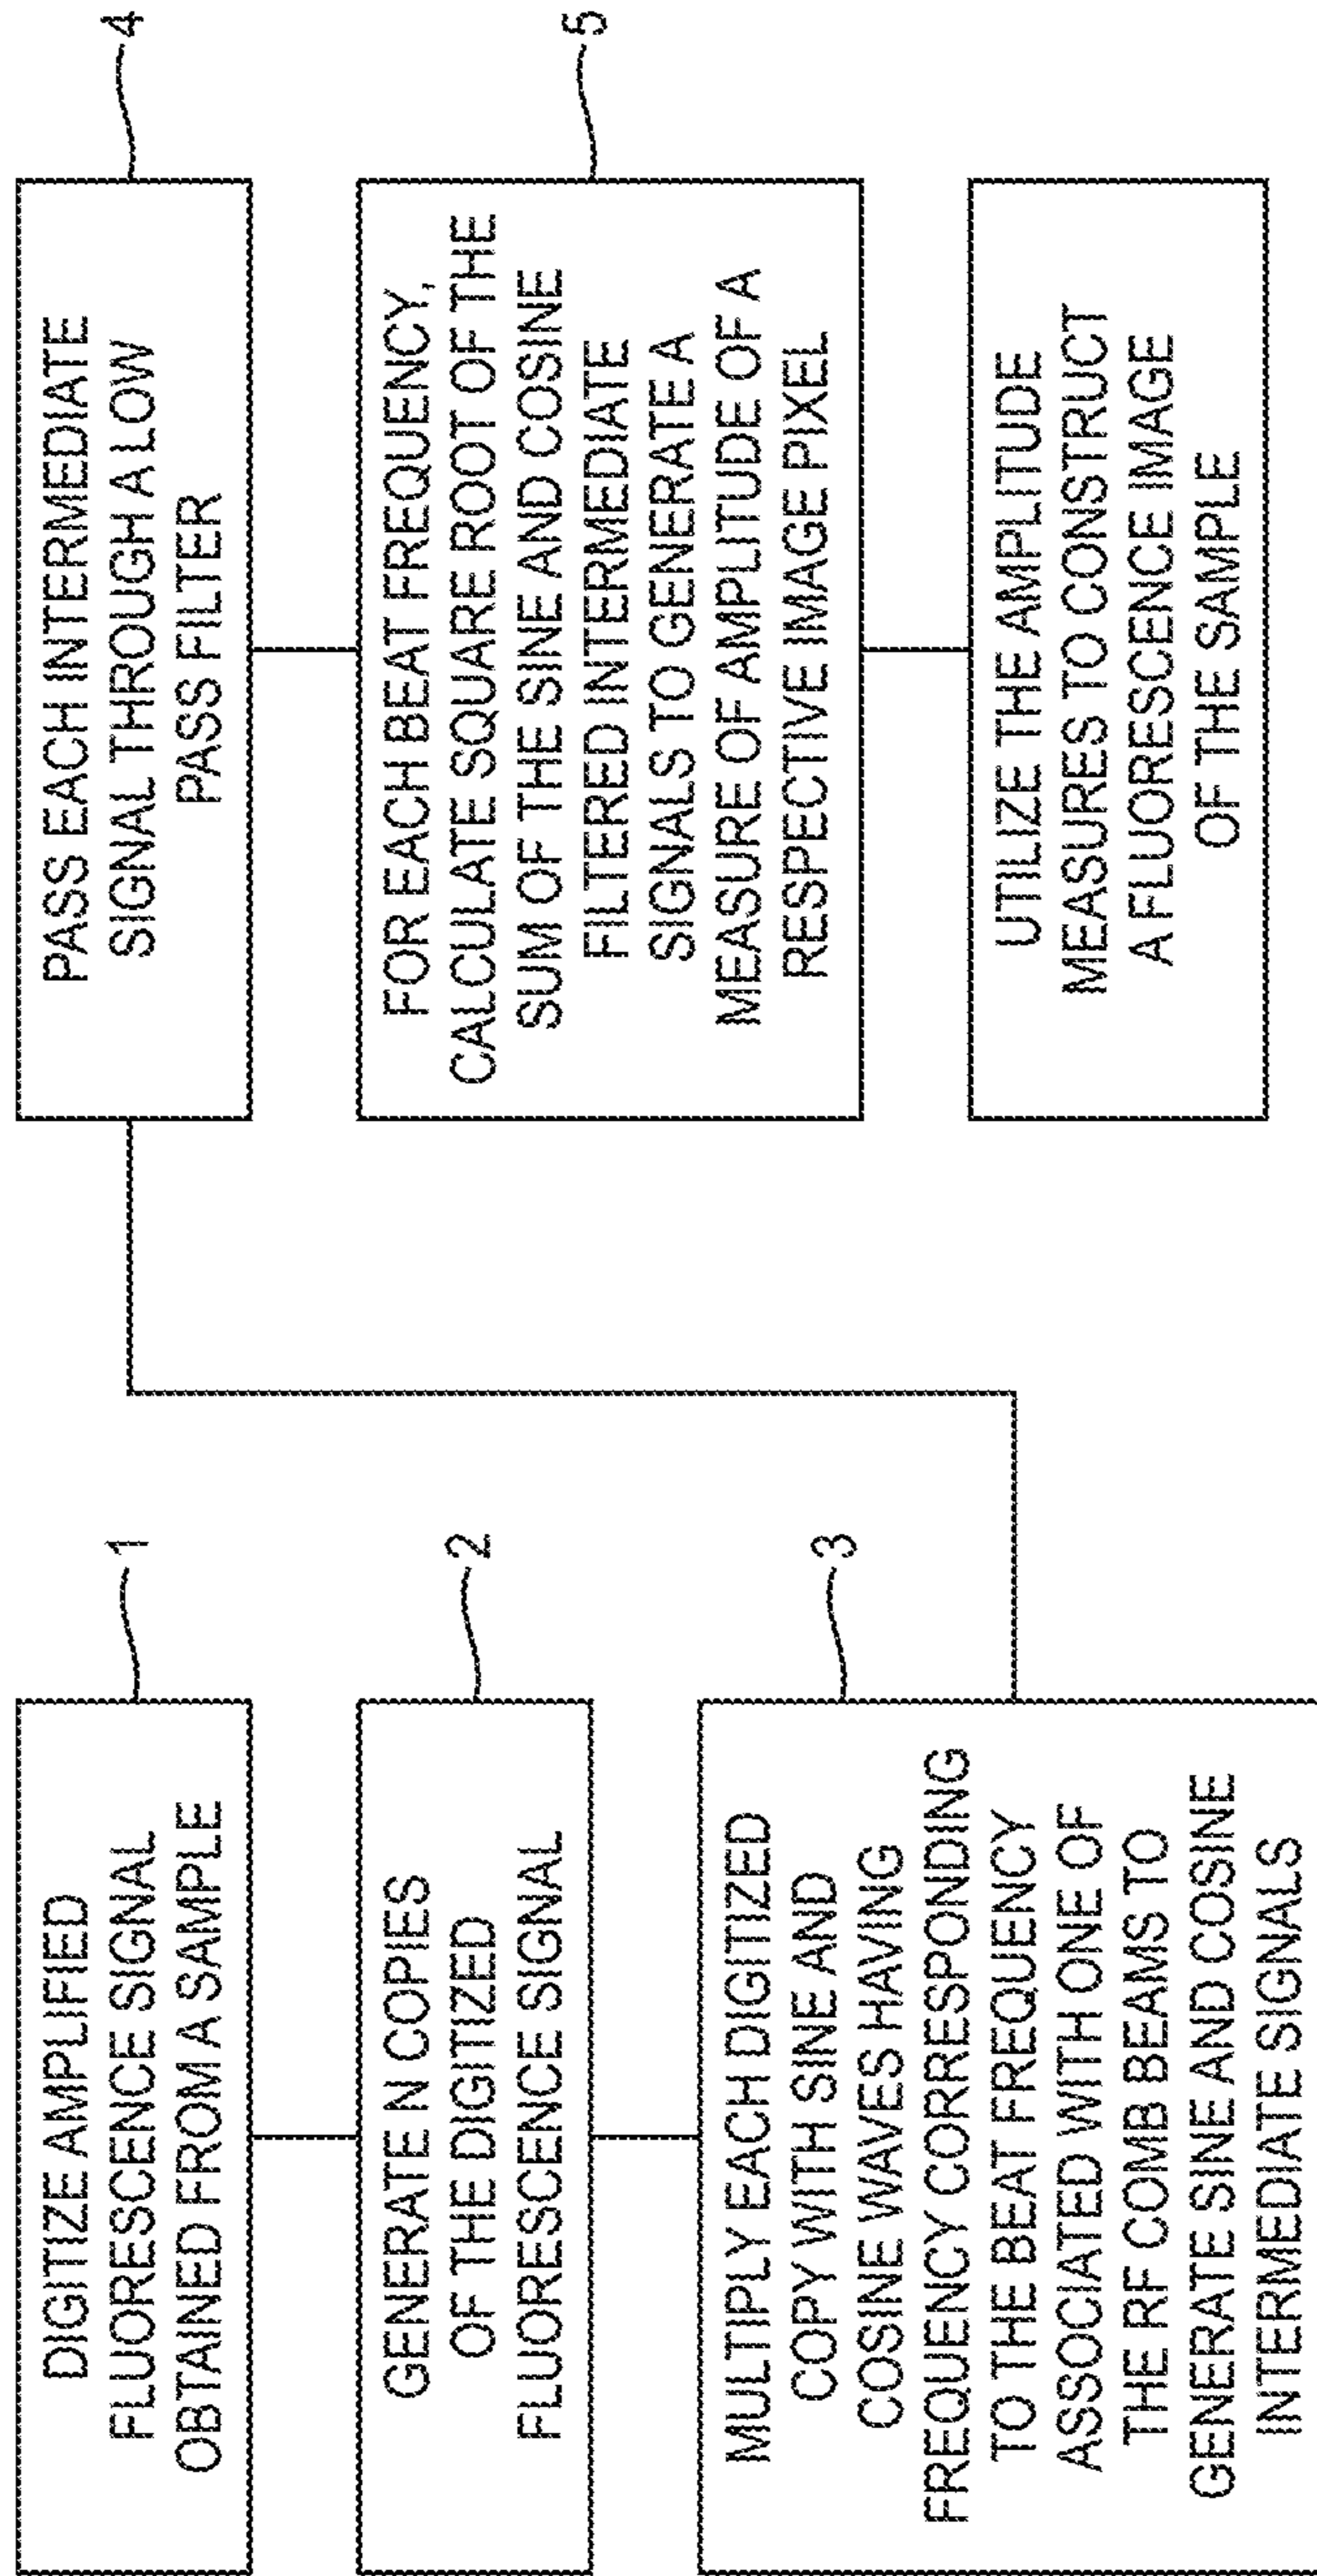 DIGITIZE AMPLIFIED
FLUORESCENCE SIGNAL
OBTAINED FROM A SAMPLE
1
GENERATE N COPIES
OF THE DIGITIZED
FLUORESCENCE SIGNAL
2
MULTIPLY EACH DIGITIZED
COPY WITH SINE AND
COSINE WAVES HAVING
FREQUENCY CORRESPONDING
TO THE BEAT FREQUENCY
ASSOCIATED WITH ONE OF
THE RF COMB BEAMS TO
GENERATE SINE AND COSINE
INTERMEDIATE SIGNALS
3
PASS EACH INTERMEDIATE
SIGNAL THROUGH A LOW
PASS FILTER
4
FOR EACH BEAT FREQUENCY,
CALCULATE SQUARE ROOT OF THE
SUM OF THE SINE AND COSINE
FILTERED INTERMEDIATE
SIGNALS TO GENERATE A
MEASURE OF AMPLITUDE OF A
RESPECTIVE IMAGE PIXEL
5
UTILIZE THE AMPLITUDE
MEASURES TO CONSTRUCT
A FLUORESCENCE IMAGE
OF THE SAMPLE